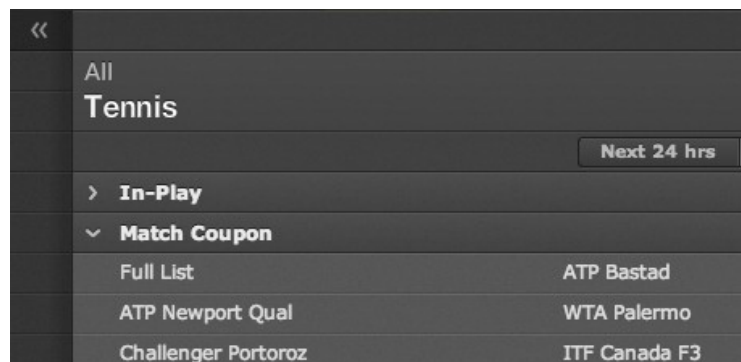 «
All
Tennis
Next 24 hrs
› In-Play
Match Coupon
Full List ATP Bastad
ATP Newport Qual WTA Palermo
Challenger Portoroz ITF Canada F3